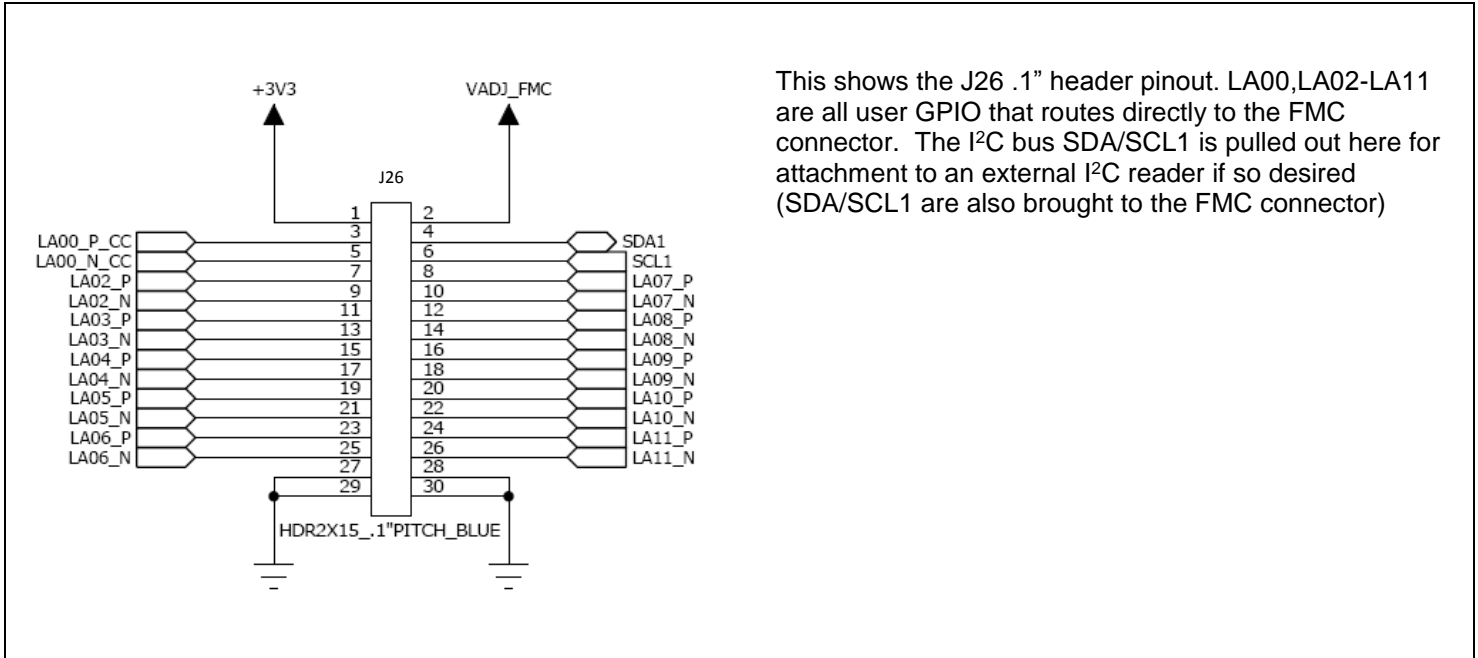 +3V3
VADJ_FMC
J26
1 2
3 4
LA00_P_CC SDA1
5 6
LA00_N_CC SCL1
7 8
LA02_P LA07_P
9 10
LA02_N LA07_N
11 12
LA03_P LA08_P
13 14
LA03_N LA08_N
15 16
LA04_P LA09_P
17 18
LA04_N LA09_N
19 20
LA05_P LA10_P
21 22
LA05_N LA10_N
23 24
LA06_P LA11_P
25 26
LA06_N LA11_N
27 28
29 30
HDR2X15_.1"PITCH_BLUE
This shows the J26 .1” header pinout. LA00,LA02-LA11
are all user GPIO that routes directly to the FMC
connector. The I²C bus SDA/SCL1 is pulled out here for
attachment to an external I²C reader if so desired
(SDA/SCL1 are also brought to the FMC connector)